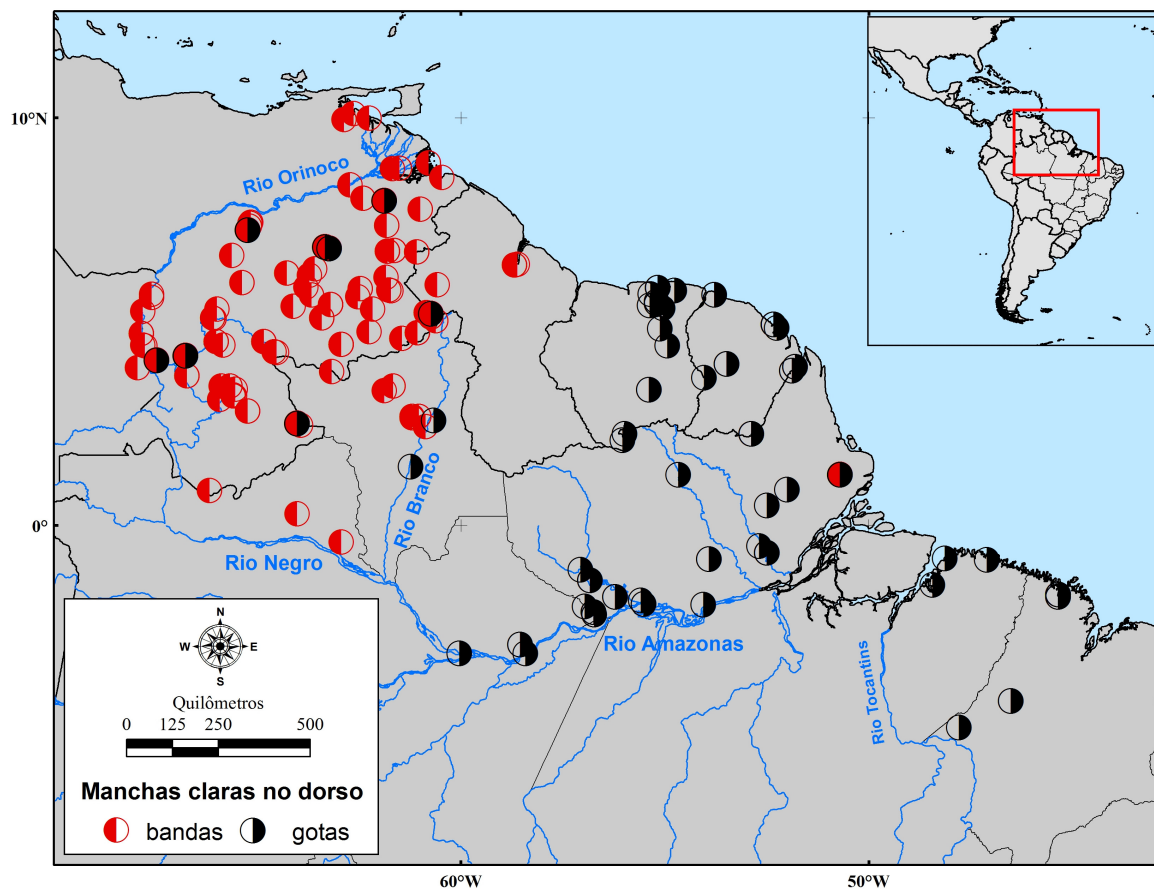 10°N
Rio Orinoco
Rio Branco
0°
Rio Negro
Rio Amazonas
Rio Tocantins
N
W E
S
Quilômetros
0 125 250 500
Manchas claras no dorso
bandas gotas
60°W 50°W